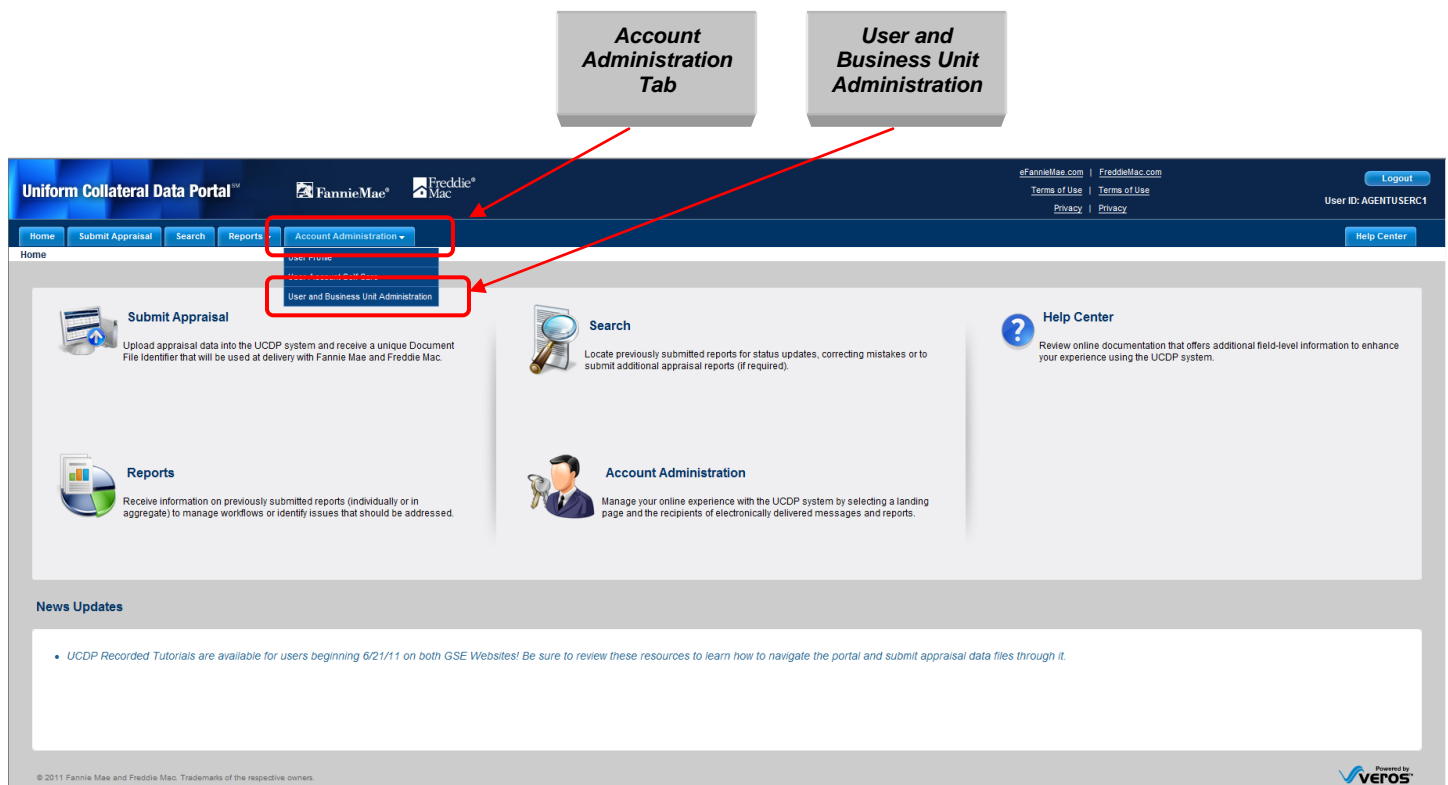 Account
Administration
Tab
User and
Business Unit
Administration
Uniform Collateral Data Portal℠
FannieMae®
Freddie®
Mac
eFannieMae.com | FreddieMac.com
Terms of Use | Terms of Use
Privacy | Privacy
Logout
User ID: AGENTUSERC1
Home
Submit Appraisal
Search
Reports
Account Administration
Help Center
Home
User Profile
User Account Self Care
User and Business Unit Administration
Submit Appraisal
Upload appraisal data into the UCDP system and receive a unique Document
File Identifier that will be used at delivery with Fannie Mae and Freddie Mac.
Search
Locate previously submitted reports for status updates, correcting mistakes or to
submit additional appraisal reports (if required).
Help Center
Review online documentation that offers additional field-level information to enhance
your experience using the UCDP system.
Reports
Receive information on previously submitted reports (individually or in
aggregate) to manage workflows or identify issues that should be addressed.
Account Administration
Manage your online experience with the UCDP system by selecting a landing
page and the recipients of electronically delivered messages and reports.
News Updates
• UCDP Recorded Tutorials are available for users beginning 6/21/11 on both GSE Websites! Be sure to review these resources to learn how to navigate the portal and submit appraisal data files through it.
© 2011 Fannie Mae and Freddie Mac. Trademarks of the respective owners.
Powered by
veros™